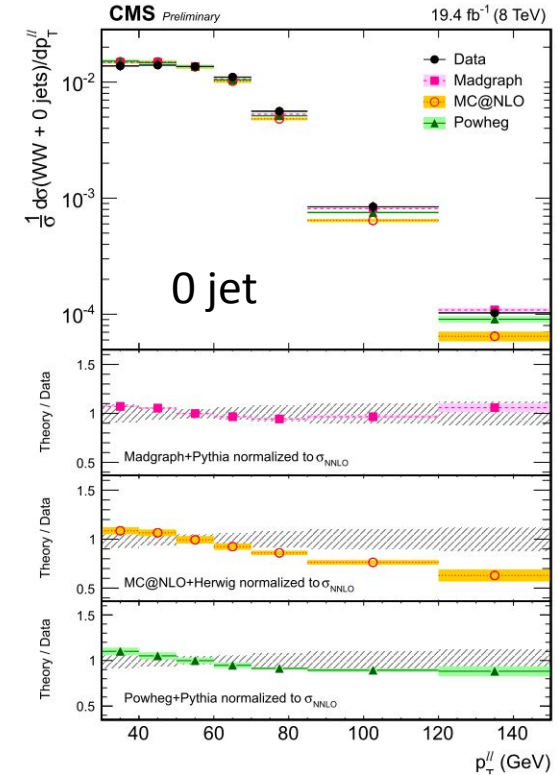 CMS Preliminary 19.4 fb⁻¹ (8 TeV)
1/σ dσ(WW + 0 jets)/dp_T^ll
10⁻²
10⁻³
10⁻⁴
Data
Madgraph
MC@NLO
Powheg
0 jet
Theory / Data
1.5
1
0.5
Madgraph+Pythia normalized to σ_NNLO
Theory / Data
1.5
1
0.5
MC@NLO+Herwig normalized to σ_NNLO
Theory / Data
1.5
1
0.5
Powheg+Pythia normalized to σ_NNLO
40 60 80 100 120 140
p_T^ll (GeV)